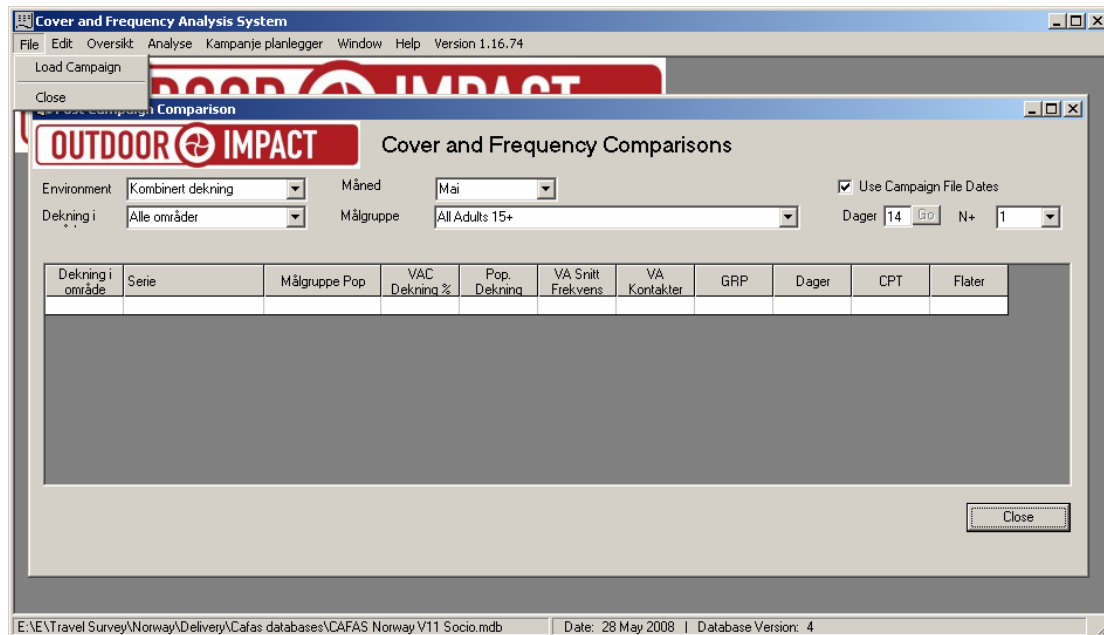 Cover and Frequency Analysis System
File Edit Oversikt Analyse Kampanje planlegger Window Help Version 1.16.74
Load Campaign
Close
Comparison
OUTDOOR IMPACT
Cover and Frequency Comparisons
Environment Kombinert dekning Måned Mai Use Campaign File Dates
Dekning i Alle områder Målgruppe All Adults 15+ Dager 14 Go N+ 1
Dekning i område Serie Målgruppe Pop VAC Dekning % Pop. Dekning VA Snitt Frekvens VA Kontakter GRP Dager CPT Flater
Close
E:\E\Travel Survey\Norway\Delivery\Cafas databases\CAFAS Norway V11 Socio.mdb Date: 28 May 2008 | Database Version: 4